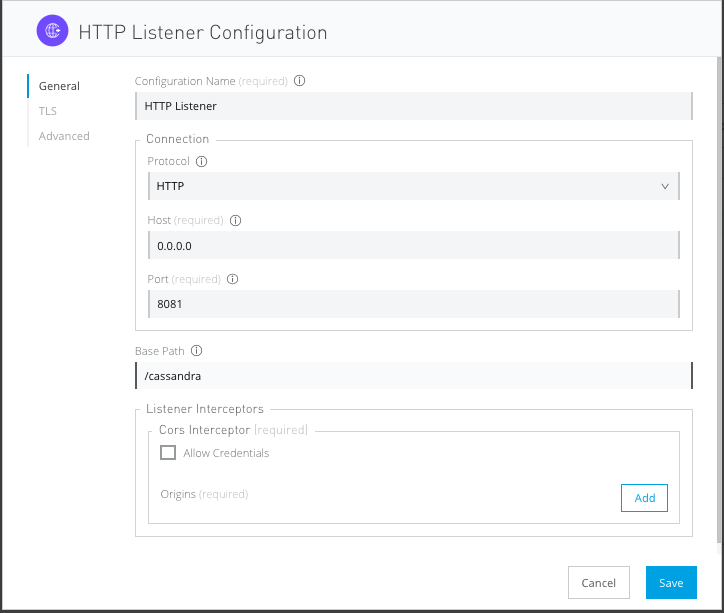 HTTP Listener Configuration
General
TLS
Advanced
Configuration Name (required)
HTTP Listener
Connection
Protocol
HTTP
Host (required)
0.0.0.0
Port (required)
8081
Base Path
/cassandra
Listener Interceptors
Cors Interceptor (required)
Allow Credentials
Origins (required)
Add
Cancel
Save